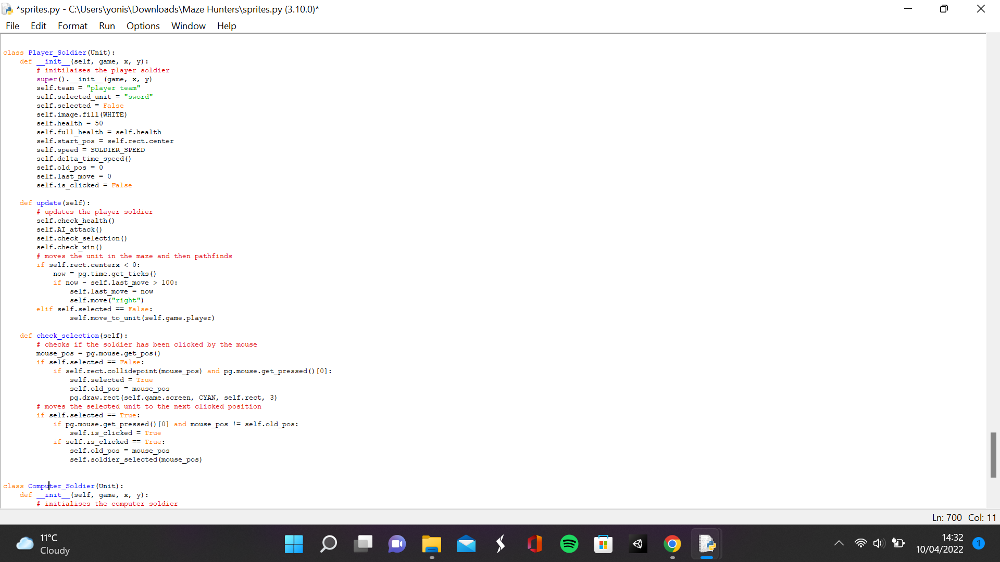 *sprites.py - C:\Users\yonis\Downloads\Maze Hunters\sprites.py (3.10.0)*
File Edit Format Run Options Window Help
class Player_Soldier(Unit):
    def __init__(self, game, x, y):
        # initilaises the player soldier
        super().__init__(game, x, y)
        self.team = "player team"
        self.selected_unit = "sword"
        self.selected = False
        self.image.fill(WHITE)
        self.health = 50
        self.full_health = self.health
        self.start_pos = self.rect.center
        self.speed = SOLDIER_SPEED
        self.delta_time_speed()
        self.old_pos = 0
        self.last_move = 0
        self.is_clicked = False
    def update(self):
        # updates the player soldier
        self.check_health()
        self.AI_attack()
        self.check_selection()
        self.check_win()
        # moves the unit in the maze and then pathfinds
        if self.rect.centerx < 0:
            now = pg.time.get_ticks()
            if now - self.last_move > 100:
                self.last_move = now
                self.move("right")
        elif self.selected == False:
                self.move_to_unit(self.game.player)
    def check_selection(self):
        # checks if the soldier has been clicked by the mouse
        mouse_pos = pg.mouse.get_pos()
        if self.selected == False:
            if self.rect.collidepoint(mouse_pos) and pg.mouse.get_pressed()[0]:
                self.selected = True
                self.old_pos = mouse_pos
                pg.draw.rect(self.game.screen, CYAN, self.rect, 3)
        # moves the selected unit to the next clicked position
        if self.selected == True:
            if pg.mouse.get_pressed()[0] and mouse_pos != self.old_pos:
                self.is_clicked = True
            if self.is_clicked == True:
                self.old_pos = mouse_pos
                self.soldier_selected(mouse_pos)
class Computer_Soldier(Unit):
    def __init__(self, game, x, y):
        # initialises the computer soldier
Ln: 700 Col: 11
11°C
Cloudy
14:32
10/04/2022
1